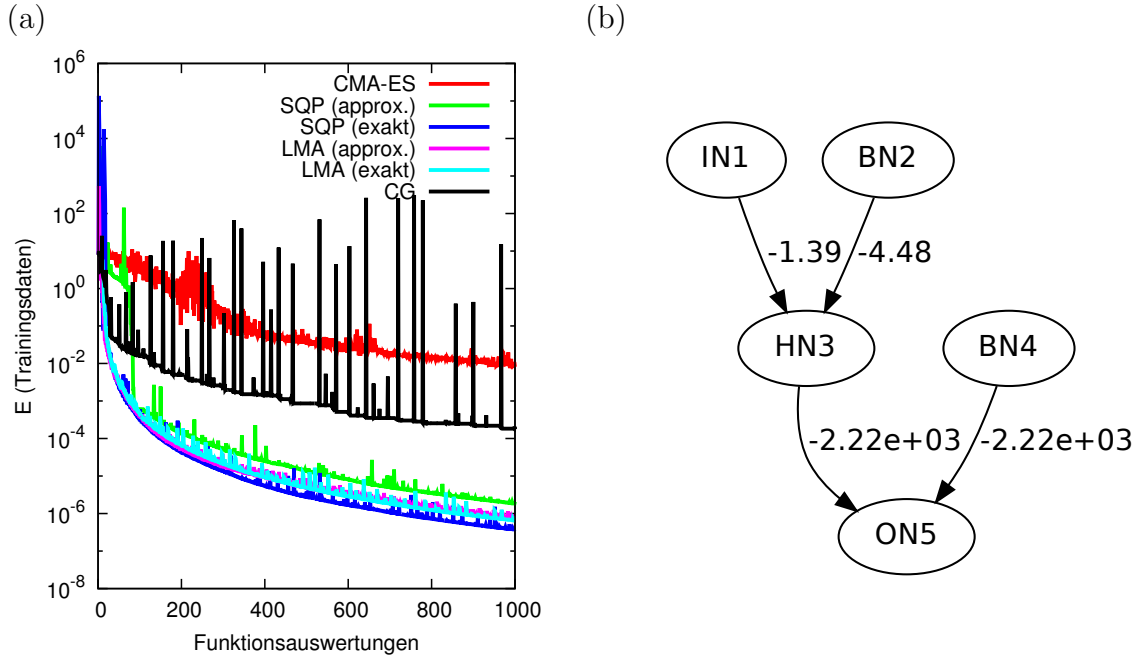 (a)
10^6
10^4
10^2
10^0
10^-2
10^-4
10^-6
10^-8
E (Trainingsdaten)
CMA-ES
SQP (approx.)
SQP (exakt)
LMA (approx.)
LMA (exakt)
CG
0 200 400 600 800 1000
Funktionsauswertungen
(b)
IN1 BN2
-1.39 -4.48
HN3 BN4
-2.22e+03 -2.22e+03
ON5